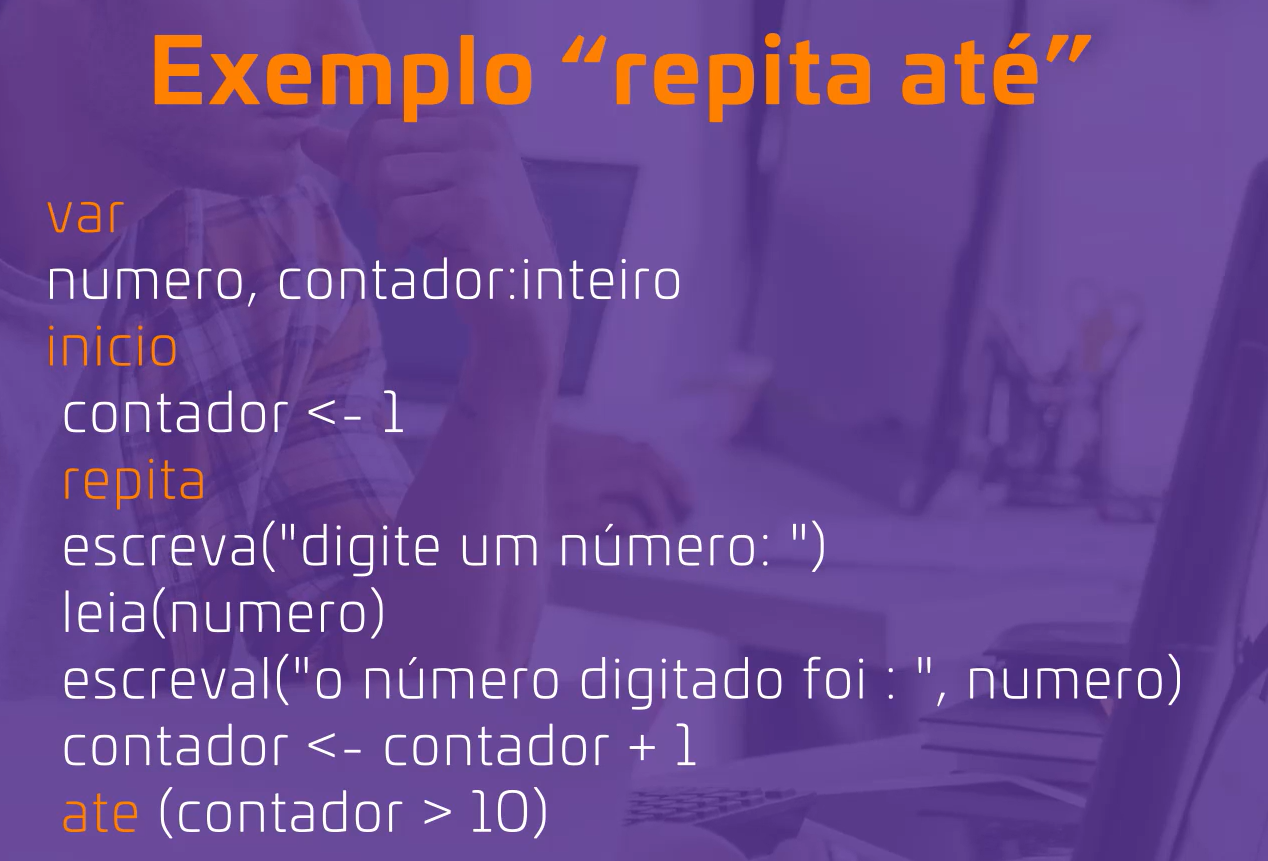 Exemplo “repita até”
var
numero, contador:inteiro
inicio
contador <- 1
repita
escreva("digite um número: ")
leia(numero)
escreval("o número digitado foi : ", numero)
contador <- contador + 1
ate (contador > 10)